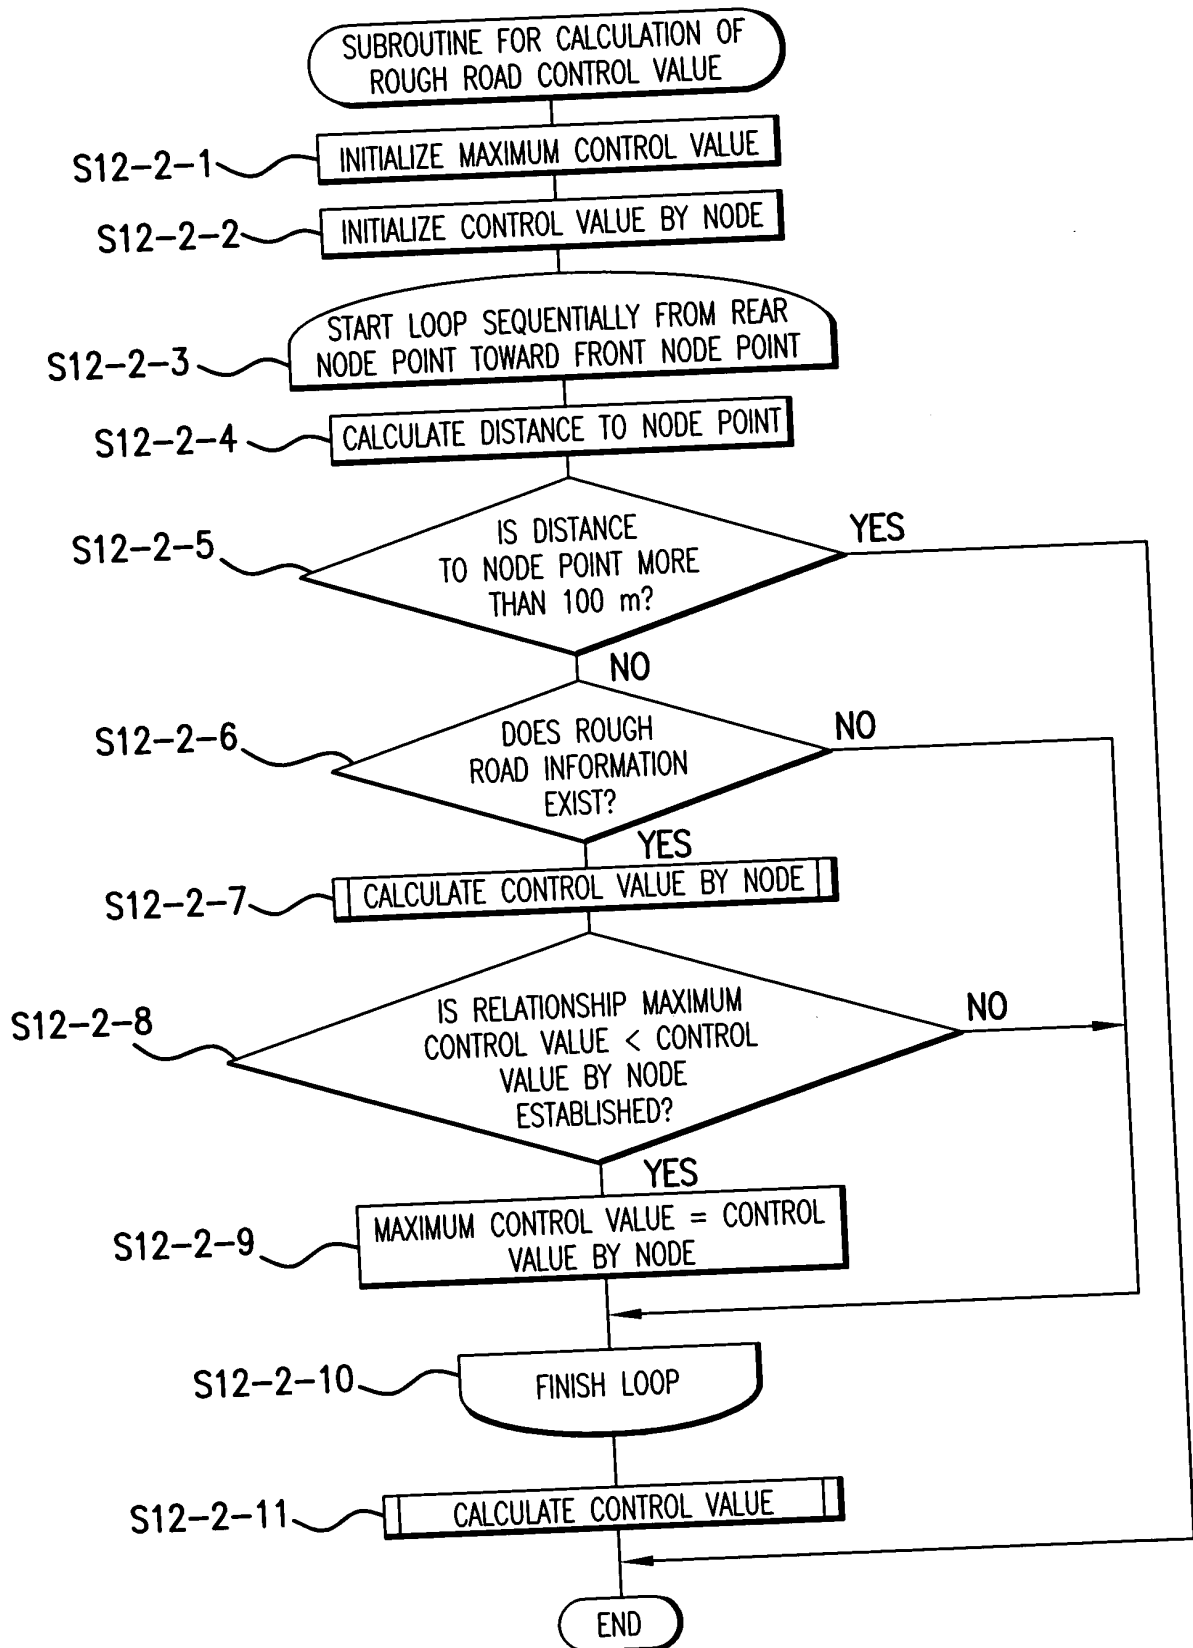 SUBROUTINE FOR CALCULATION OF
ROUGH ROAD CONTROL VALUE
S12-2-1
INITIALIZE MAXIMUM CONTROL VALUE
S12-2-2
INITIALIZE CONTROL VALUE BY NODE
S12-2-3
START LOOP SEQUENTIALLY FROM REAR
NODE POINT TOWARD FRONT NODE POINT
S12-2-4
CALCULATE DISTANCE TO NODE POINT
S12-2-5
IS DISTANCE
TO NODE POINT MORE
THAN 100 m?
YES
NO
S12-2-6
DOES ROUGH
ROAD INFORMATION
EXIST?
NO
YES
S12-2-7
CALCULATE CONTROL VALUE BY NODE
S12-2-8
IS RELATIONSHIP MAXIMUM
CONTROL VALUE < CONTROL
VALUE BY NODE
ESTABLISHED?
NO
YES
S12-2-9
MAXIMUM CONTROL VALUE = CONTROL
VALUE BY NODE
S12-2-10
FINISH LOOP
S12-2-11
CALCULATE CONTROL VALUE
END